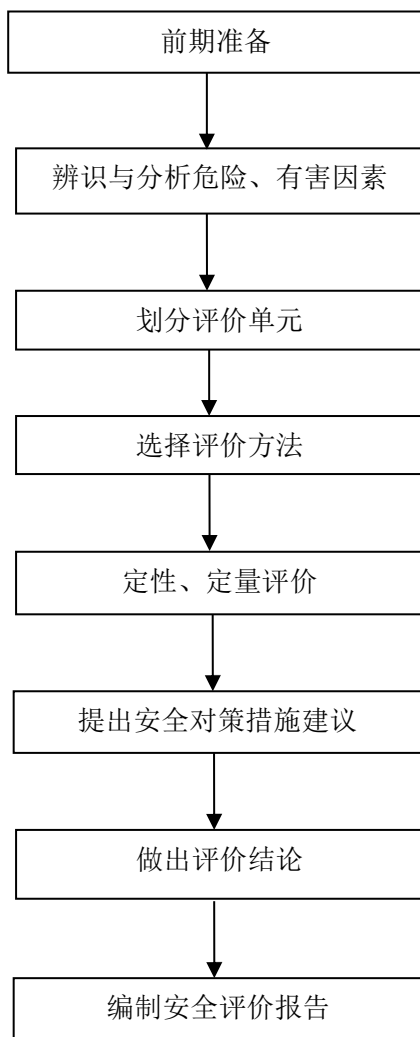 前期准备
辨识与分析危险、有害因素
划分评价单元
选择评价方法
定性、定量评价
提出安全对策措施建议
做出评价结论
编制安全评价报告